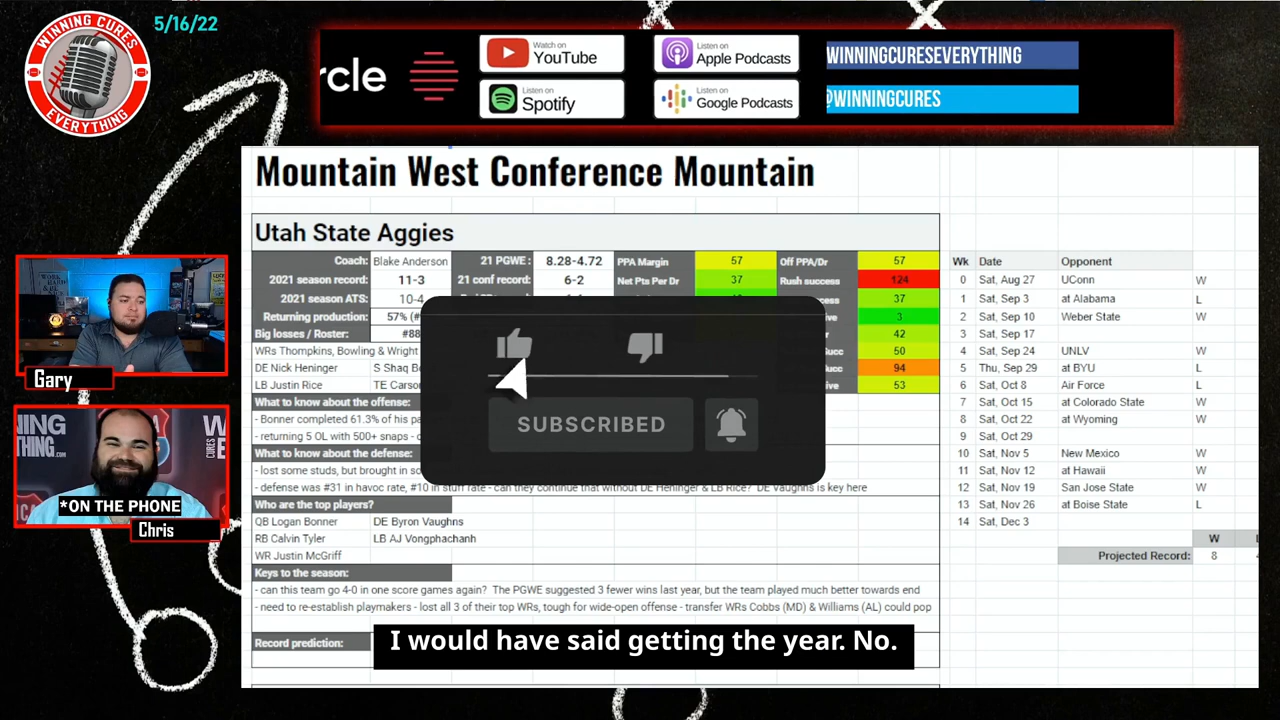 WINNING CURES
EVERYTHING
5/16/22
rcle
Watch on
YouTube
Listen on
Spotify
Listen on
Apple Podcasts
Listen on
Google Podcasts
WINNINGCURESEVERYTHING
@WINNINGCURES
Gary
*ON THE PHONE
Chris
Mountain West Conference Mountain
Utah State Aggies
Coach: Blake Anderson 21 PGWE: 8.28-4.72 PPA Margin 57 Off PPA/Dr 57
2021 season record: 11-3 21 conf record: 6-2 Net Pts Per Dr 37 Rush success 124
2021 season ATS: 10-4 37
Returning production: 57% (# 3
Big losses / Roster: #88 42
WRs Thompkins, Bowling & Wright 50
DE Nick Heninger S Shaq 94
LB Justin Rice TE 53
What to know about the offense:
- Bonner completed 61.3% of his
- returning 5 OL with 500+ snaps -
What to know about the defense:
- lost some studs, but brought in
- defense was #31 in havoc rate, #10 in stuff rate - can they continue that without DE Heninger & LB Rice? DE Vaughns is key here
Who are the top players?
QB Logan Bonner DE Byron Vaughns
RB Calvin Tyler LB AJ Vongphachanh
WR Justin McGriff
Keys to the season:
- can this team go 4-0 in one score games again? The PGWE suggested 3 fewer wins last year, but the team played much better towards end
- need to re-establish playmakers - lost all 3 of their top WRs, tough for wide-open offense - transfer WRs Cobbs (MD) & Williams (AL) could pop
Record prediction:
Wk Date Opponent
0 Sat, Aug 27 UConn W
1 Sat, Sep 3 at Alabama L
2 Sat, Sep 10 Weber State W
3 Sat, Sep 17
4 Sat, Sep 24 UNLV W
5 Thu, Sep 29 at BYU L
6 Sat, Oct 8 Air Force L
7 Sat, Oct 15 at Colorado State W
8 Sat, Oct 22 at Wyoming W
9 Sat, Oct 29
10 Sat, Nov 5 New Mexico W
11 Sat, Nov 12 at Hawaii W
12 Sat, Nov 19 San Jose State W
13 Sat, Nov 26 at Boise State L
14 Sat, Dec 3
W
Projected Record: 8
SUBSCRIBED
I would have said getting the year. No.